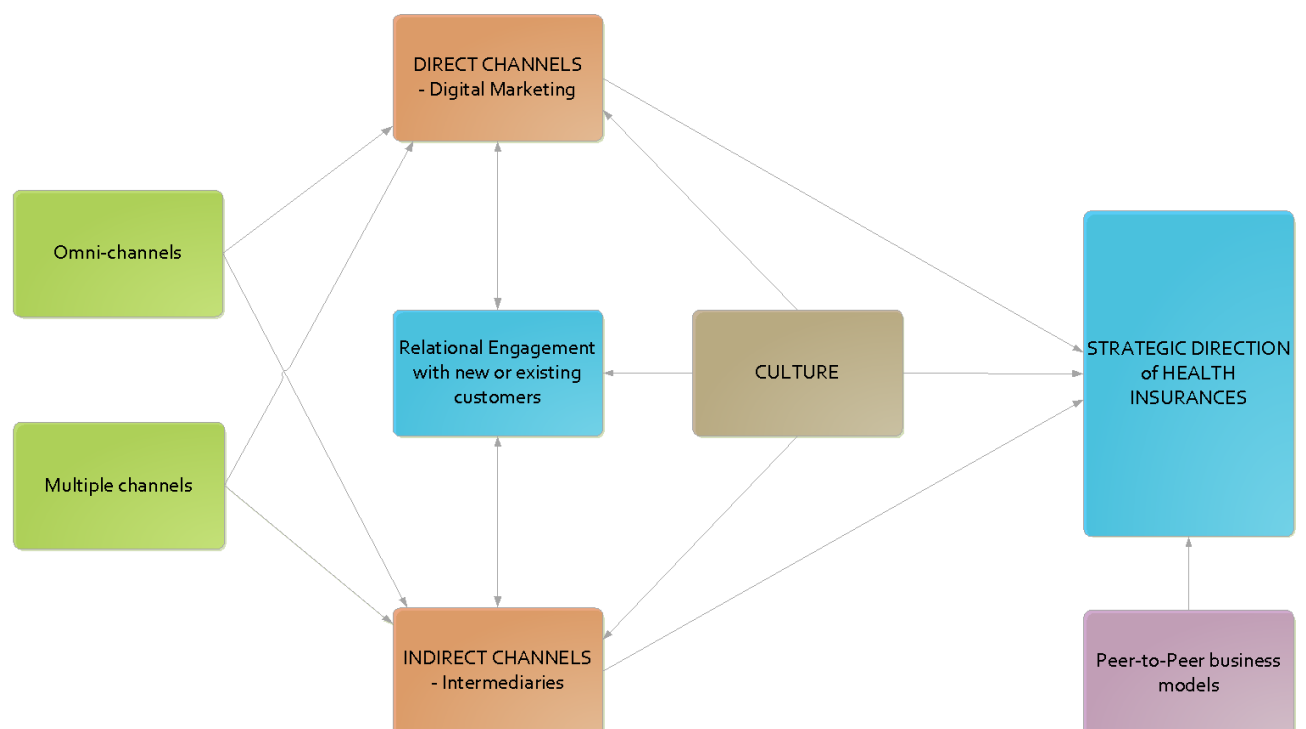 DIRECT CHANNELS
- Digital Marketing
Omni-channels
Relational Engagement
with new or existing
customers
CULTURE
STRATEGIC DIRECTION
of HEALTH
INSURANCES
Multiple channels
INDIRECT CHANNELS
- Intermediaries
Peer-to-Peer business
models